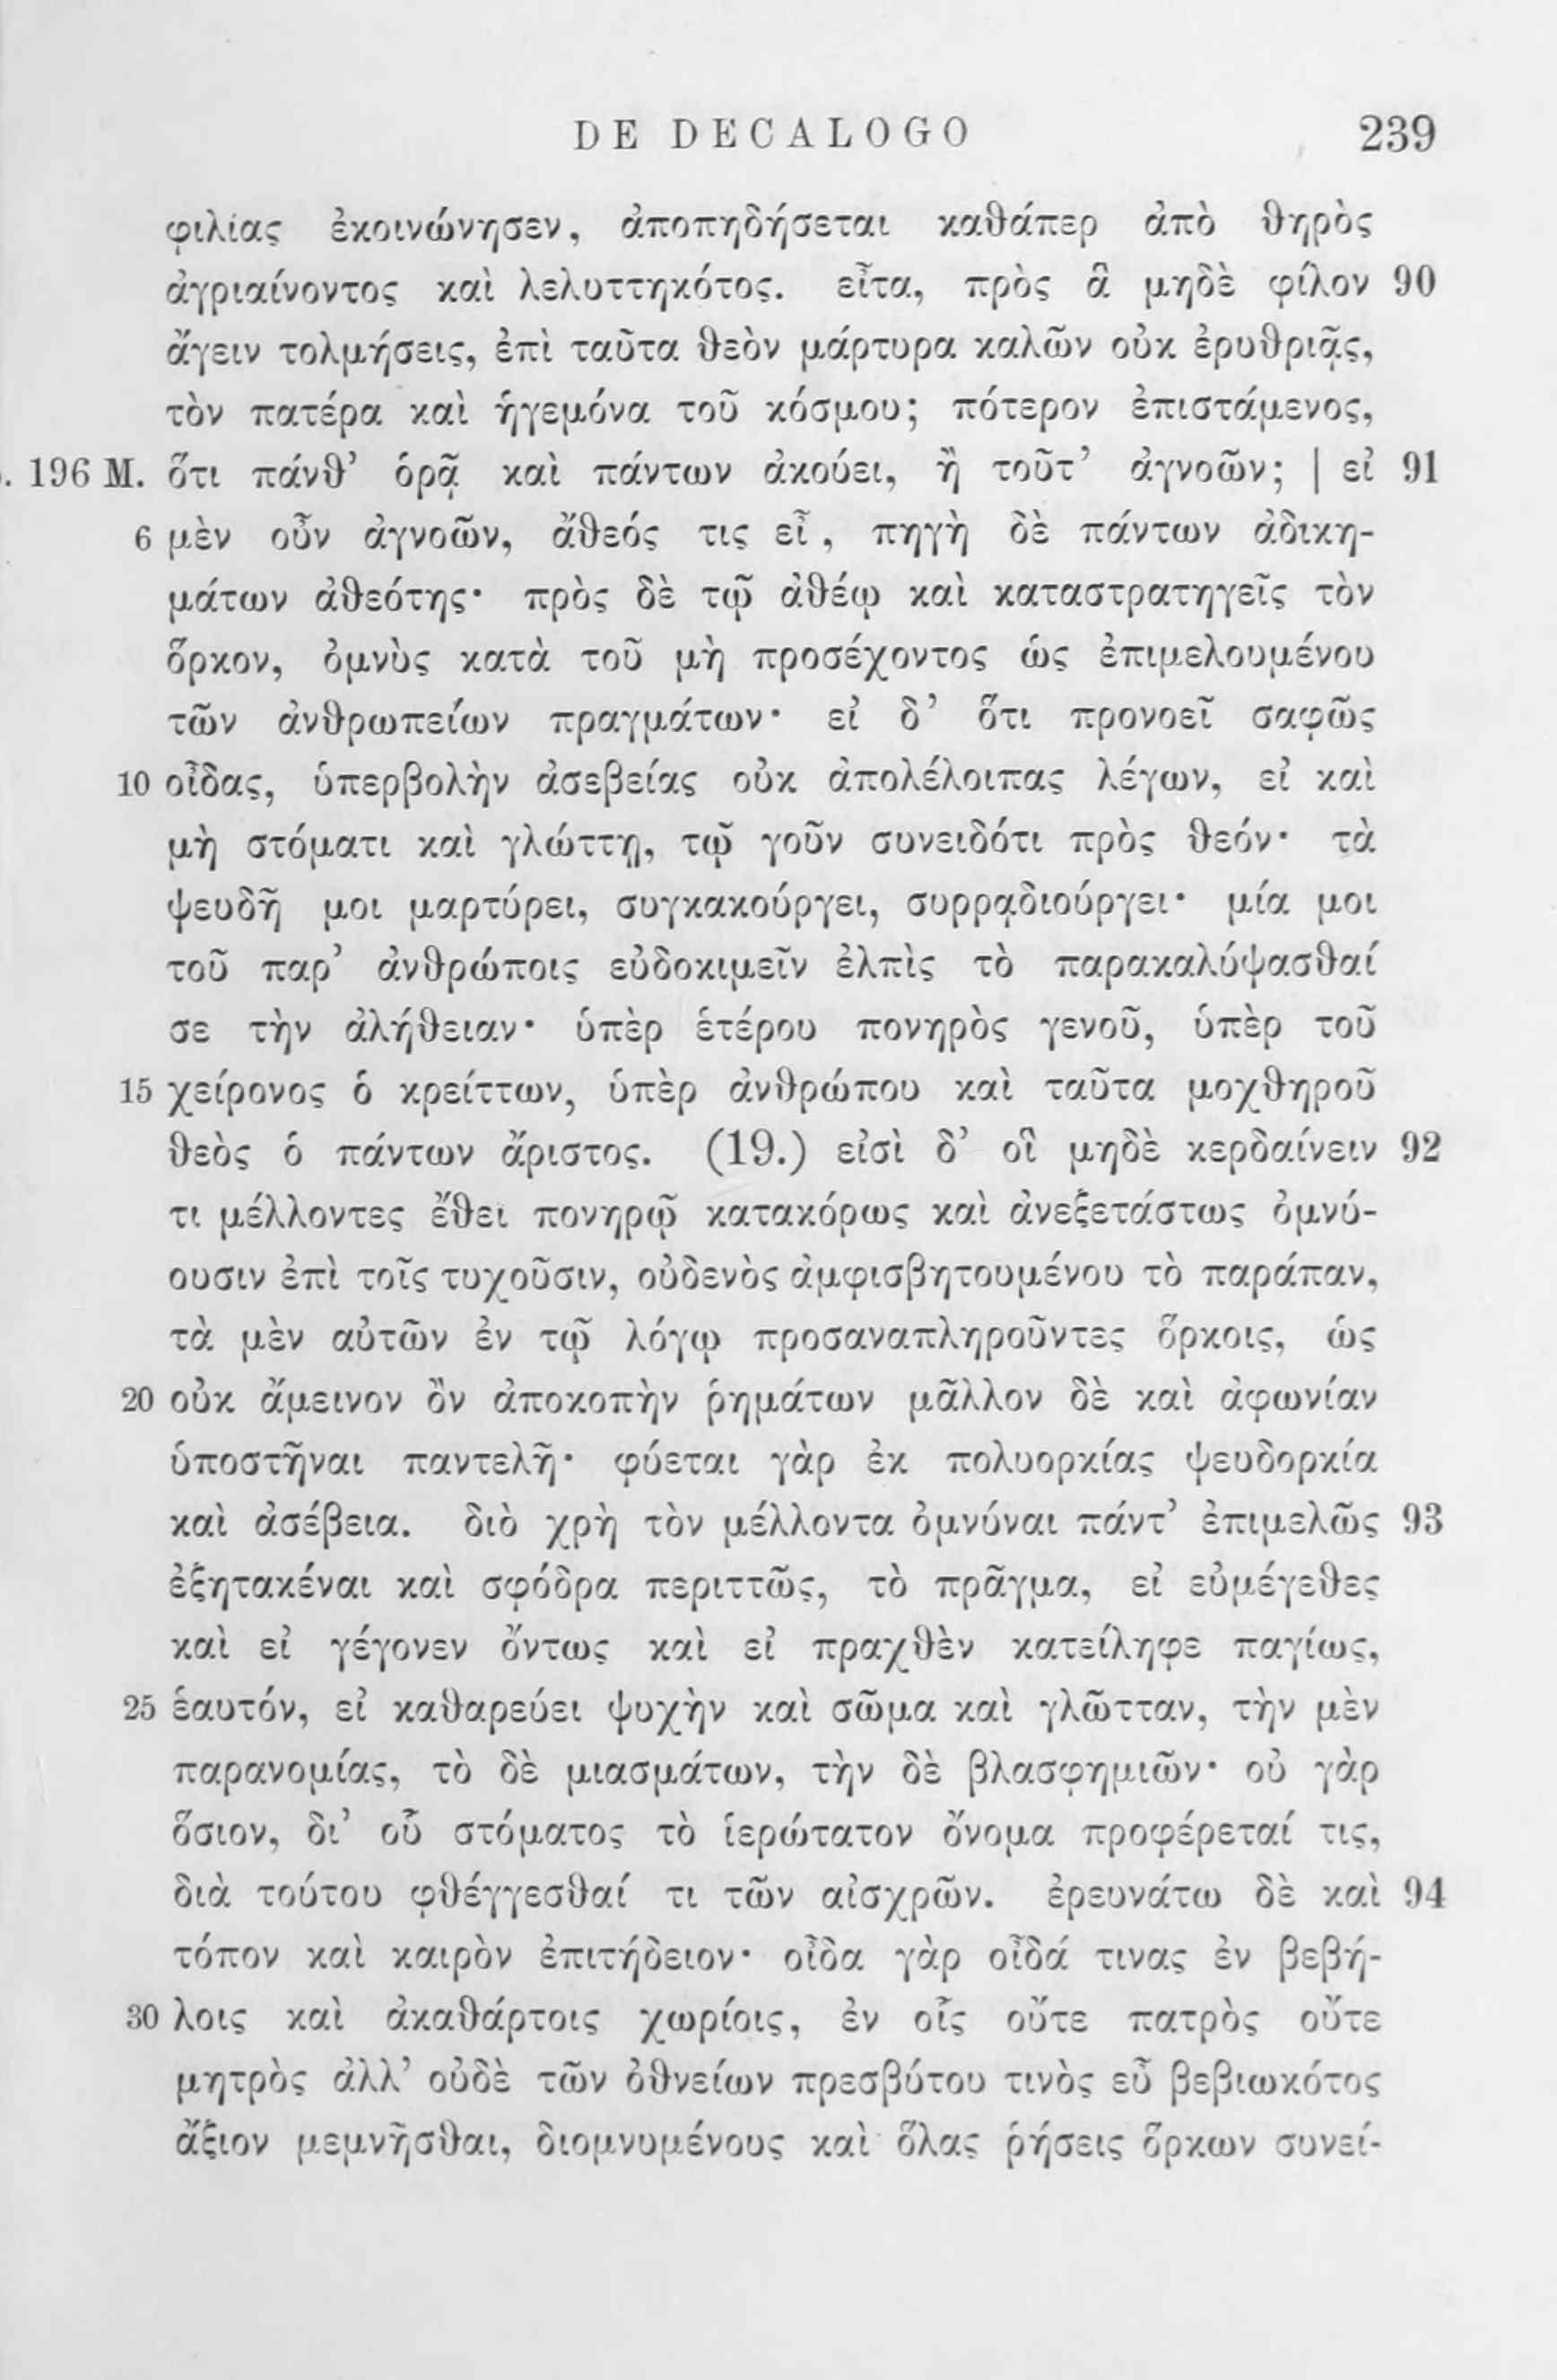 DE DECALOGO 239
φιλίας ἐκοινώνησεν, ἀποπηδήσεται καθάπερ ἀπὸ θηρὸς
ἀγριαίνοντος καὶ λελυττηκότος. εἶτα, πρὸς ἃ μηδὲ φίλον 90
ἄγειν τολμήσεις, ἐπὶ ταῦτα θεὸν μάρτυρα καλῶν οὐκ ἐρυθριᾷς,
τὸν πατέρα καὶ ἡγεμόνα τοῦ κόσμου; πότερον ἐπιστάμενος,
. 196 M. ὅτι πάνθ’ ὁρᾷ καὶ πάντων ἀκούει, ἢ τοῦτ’ ἀγνοῶν; | εἰ 91
6 μὲν οὖν ἀγνοῶν, ἄθεός τις εἶ, πηγὴ δὲ πάντων ἀδικη-
μάτων ἀθεότης· πρὸς δὲ τῷ ἀθέῳ καὶ καταστρατηγεῖς τὸν
ὅρκον, ὀμνὺς κατὰ τοῦ μὴ προσέχοντος ὡς ἐπιμελουμένου
τῶν ἀνθρωπείων πραγμάτων· εἰ δ’ ὅτι προνοεῖ σαφῶς
10 οἶδας, ὑπερβολὴν ἀσεβείας οὐκ ἀπολέλοιπας λέγων, εἰ καὶ
μὴ στόματι καὶ γλώττῃ, τῷ γοῦν συνειδότι πρὸς θεόν· τὰ
ψευδῆ μοι μαρτύρει, συγκακούργει, συρρᾳδιούργει· μία μοι
τοῦ παρ’ ἀνθρώποις εὐδοκιμεῖν ἐλπὶς τὸ παρακαλύψασθαί
σε τὴν ἀλήθειαν· ὑπὲρ ἑτέρου πονηρὸς γενοῦ, ὑπὲρ τοῦ
15 χείρονος ὁ κρείττων, ὑπὲρ ἀνθρώπου καὶ ταῦτα μοχθηροῦ
θεὸς ὁ πάντων ἄριστος. (19.) εἰσὶ δ’ οἳ μηδὲ κερδαίνειν 92
τι μέλλοντες ἔθει πονηρῷ κατακόρως καὶ ἀνεξετάστως ὀμνύ-
ουσιν ἐπὶ τοῖς τυχοῦσιν, οὐδενὸς ἀμφισβητουμένου τὸ παράπαν,
τὰ μὲν αὐτῶν ἐν τῷ λόγῳ προσαναπληροῦντες ὅρκοις, ὡς
20 οὐκ ἄμεινον ὂν ἀποκοπὴν ῥημάτων μᾶλλον δὲ καὶ ἀφωνίαν
ὑποστῆναι παντελῆ· φύεται γὰρ ἐκ πολυορκίας ψευδορκία
καὶ ἀσέβεια. διὸ χρὴ τὸν μέλλοντα ὀμνύναι πάντ’ ἐπιμελῶς 93
ἐξητακέναι καὶ σφόδρα περιττῶς, τὸ πρᾶγμα, εἰ εὐμέγεθες
καὶ εἰ γέγονεν ὄντως καὶ εἰ πραχθὲν κατείληφε παγίως,
25 ἑαυτόν, εἰ καθαρεύει ψυχὴν καὶ σῶμα καὶ γλῶτταν, τὴν μὲν
παρανομίας, τὸ δὲ μιασμάτων, τὴν δὲ βλασφημιῶν· οὐ γὰρ
ὅσιον, δι’ οὗ στόματος τὸ ἱερώτατον ὄνομα προφέρεταί τις,
διὰ τούτου φθέγγεσθαί τι τῶν αἰσχρῶν. ἐρευνάτω δὲ καὶ 94
τόπον καὶ καιρὸν ἐπιτήδειον· οἶδα γὰρ οἶδά τινας ἐν βεβή-
30 λοις καὶ ἀκαθάρτοις χωρίοις, ἐν οἷς οὔτε πατρὸς οὔτε
μητρὸς ἀλλ’ οὐδὲ τῶν ὀθνείων πρεσβύτου τινὸς εὖ βεβιωκότος
ἄξιον μεμνῆσθαι, διομνυμένους καὶ ὅλας ῥήσεις ὅρκων συνεί-